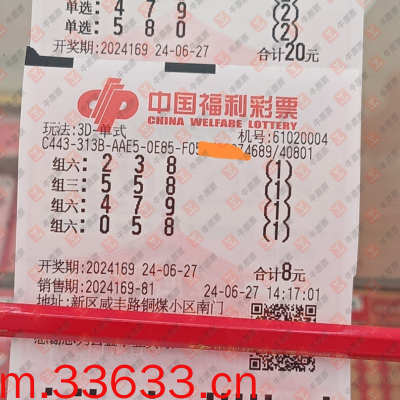 单选: 4 7 9 (2)
单选: 5 8 0 (2)
开奖期:2024169 24-06-27 合计20元
中国福利彩票
CHINA WELFARE LOTTERY
玩法:3D-单式 机号:61020004
C443-313B-AAE5-0E85-F05 74689/40801
组六: 2 3 8 (1)
组三: 5 5 8 (1)
组六: 4 7 9 (1)
组六: 0 5 8 (1)
开奖期:2024169 24-06-27 合计8元
销售期:2024169-81 24-06-27 14:17:01
地址:新区咸丰路铜煤小区南门
m.33633.cn